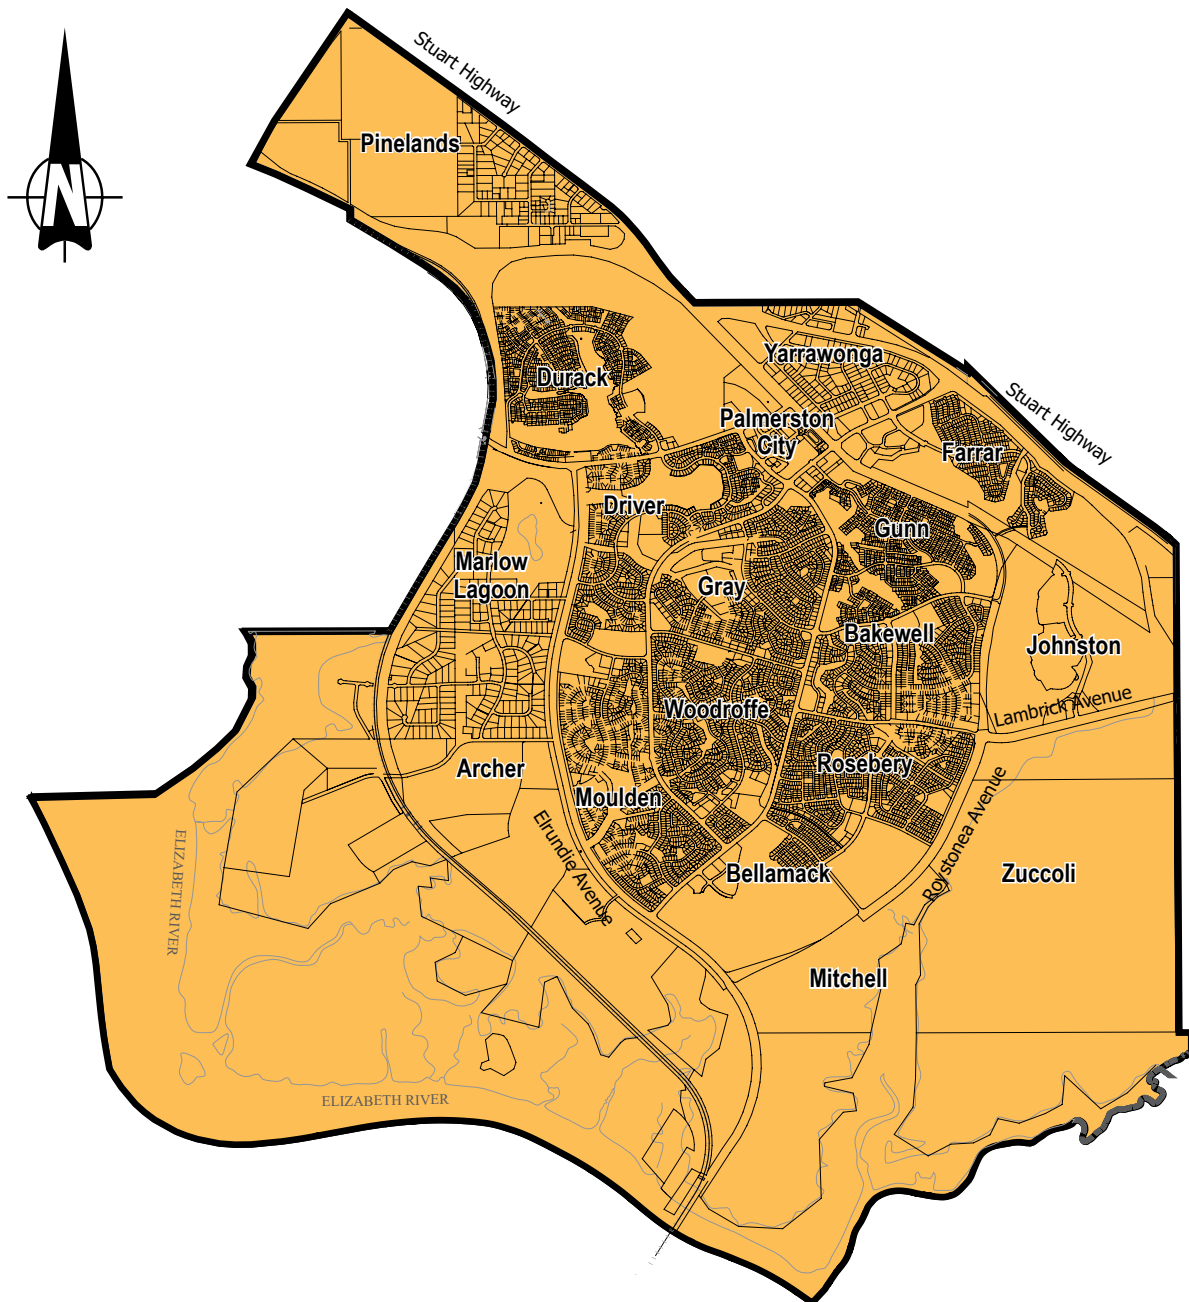 Stuart Highway
N
Pinelands
Yarrawonga
Durack
Stuart Highway
Palmerston
City
Farrar
Driver
Gunn
Marlow
Lagoon
Gray
Bakewell
Johnston
Woodroffe
Lambrick Avenue
Archer
Rosebery
Moulden
Elrundie Avenue
Roystonea Avenue
Bellamack
Zuccoli
ELIZABETH RIVER
Mitchell
ELIZABETH RIVER